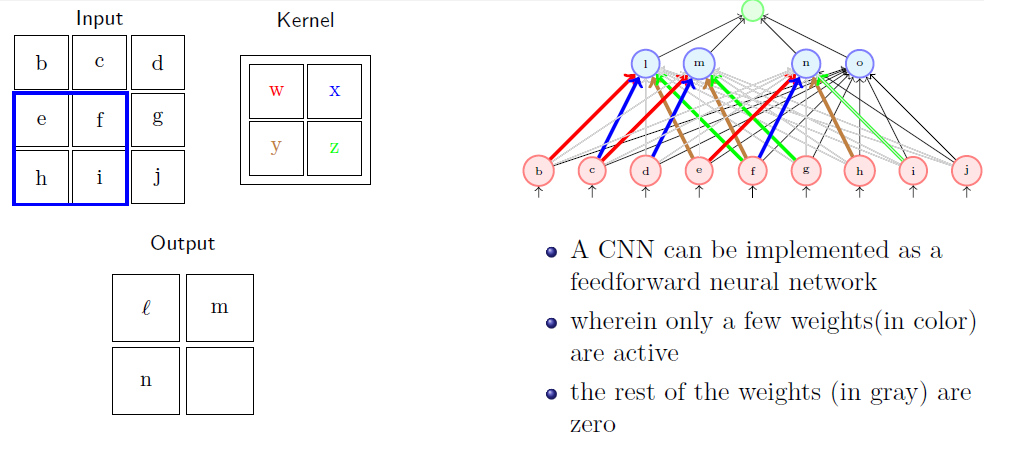 Input
b c d
e f g
h i j
Kernel
w x
y z
Output
ℓ m
n
l m n o
b c d e f g h i j
A CNN can be implemented as a
feedforward neural network
wherein only a few weights(in color)
are active
the rest of the weights (in gray) are
zero